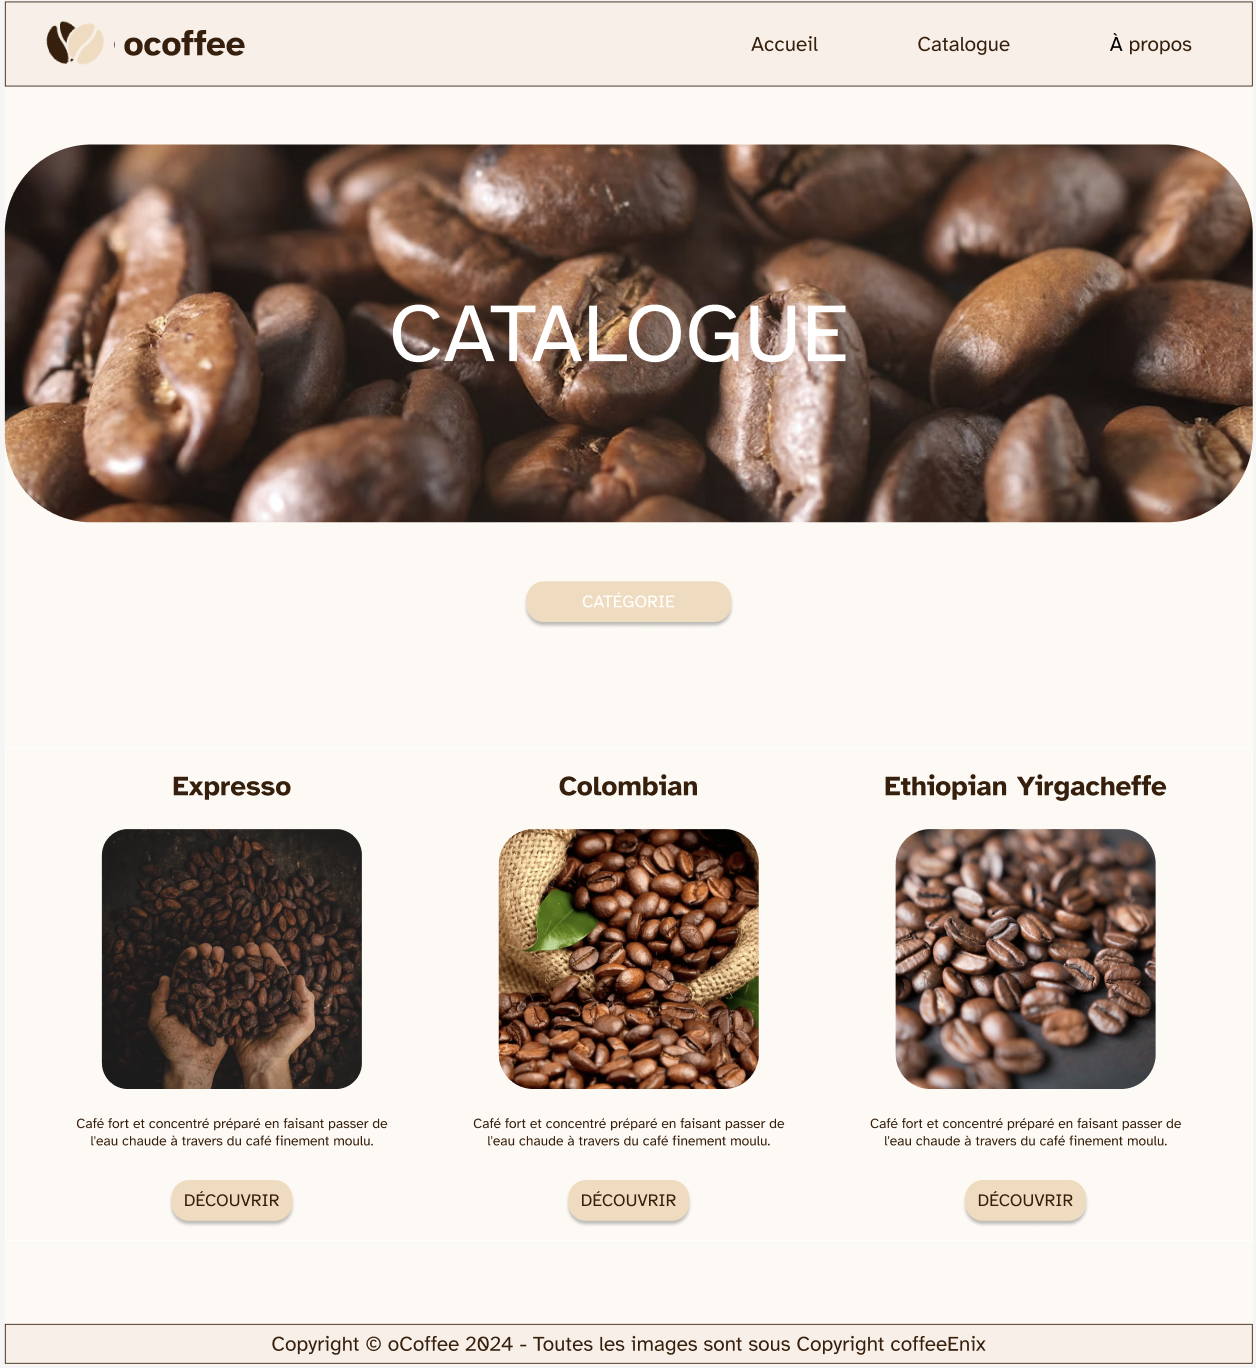 ocoffee
Accueil
Catalogue
À propos
CATALOGUE
CATÉGORIE
Expresso
Colombian
Ethiopian Yirgacheffe
Café fort et concentré préparé en faisant passer de
l'eau chaude à travers du café finement moulu.
Café fort et concentré préparé en faisant passer de
l'eau chaude à travers du café finement moulu.
Café fort et concentré préparé en faisant passer de
l'eau chaude à travers du café finement moulu.
DÉCOUVRIR
DÉCOUVRIR
DÉCOUVRIR
Copyright © oCoffee 2024 - Toutes les images sont sous Copyright coffeeEnix